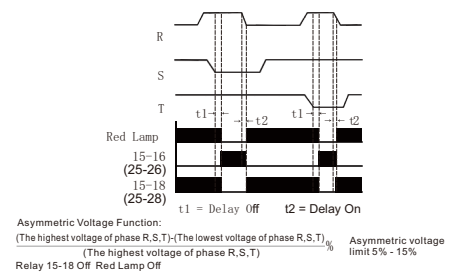 R
S
T
t1
t2
t1
t2
Red Lamp
15-16
(25-26)
15-18
(25-28)
t1 = Delay Off t2 = Delay On
Asymmetric Voltage Function:
(The highest voltage of phase R,S,T)-(The lowest voltage of phase R,S,T) %
(The highest voltage of phase R,S,T)
Asymmetric voltage
limit 5% - 15%
Relay 15-18 Off Red Lamp Off